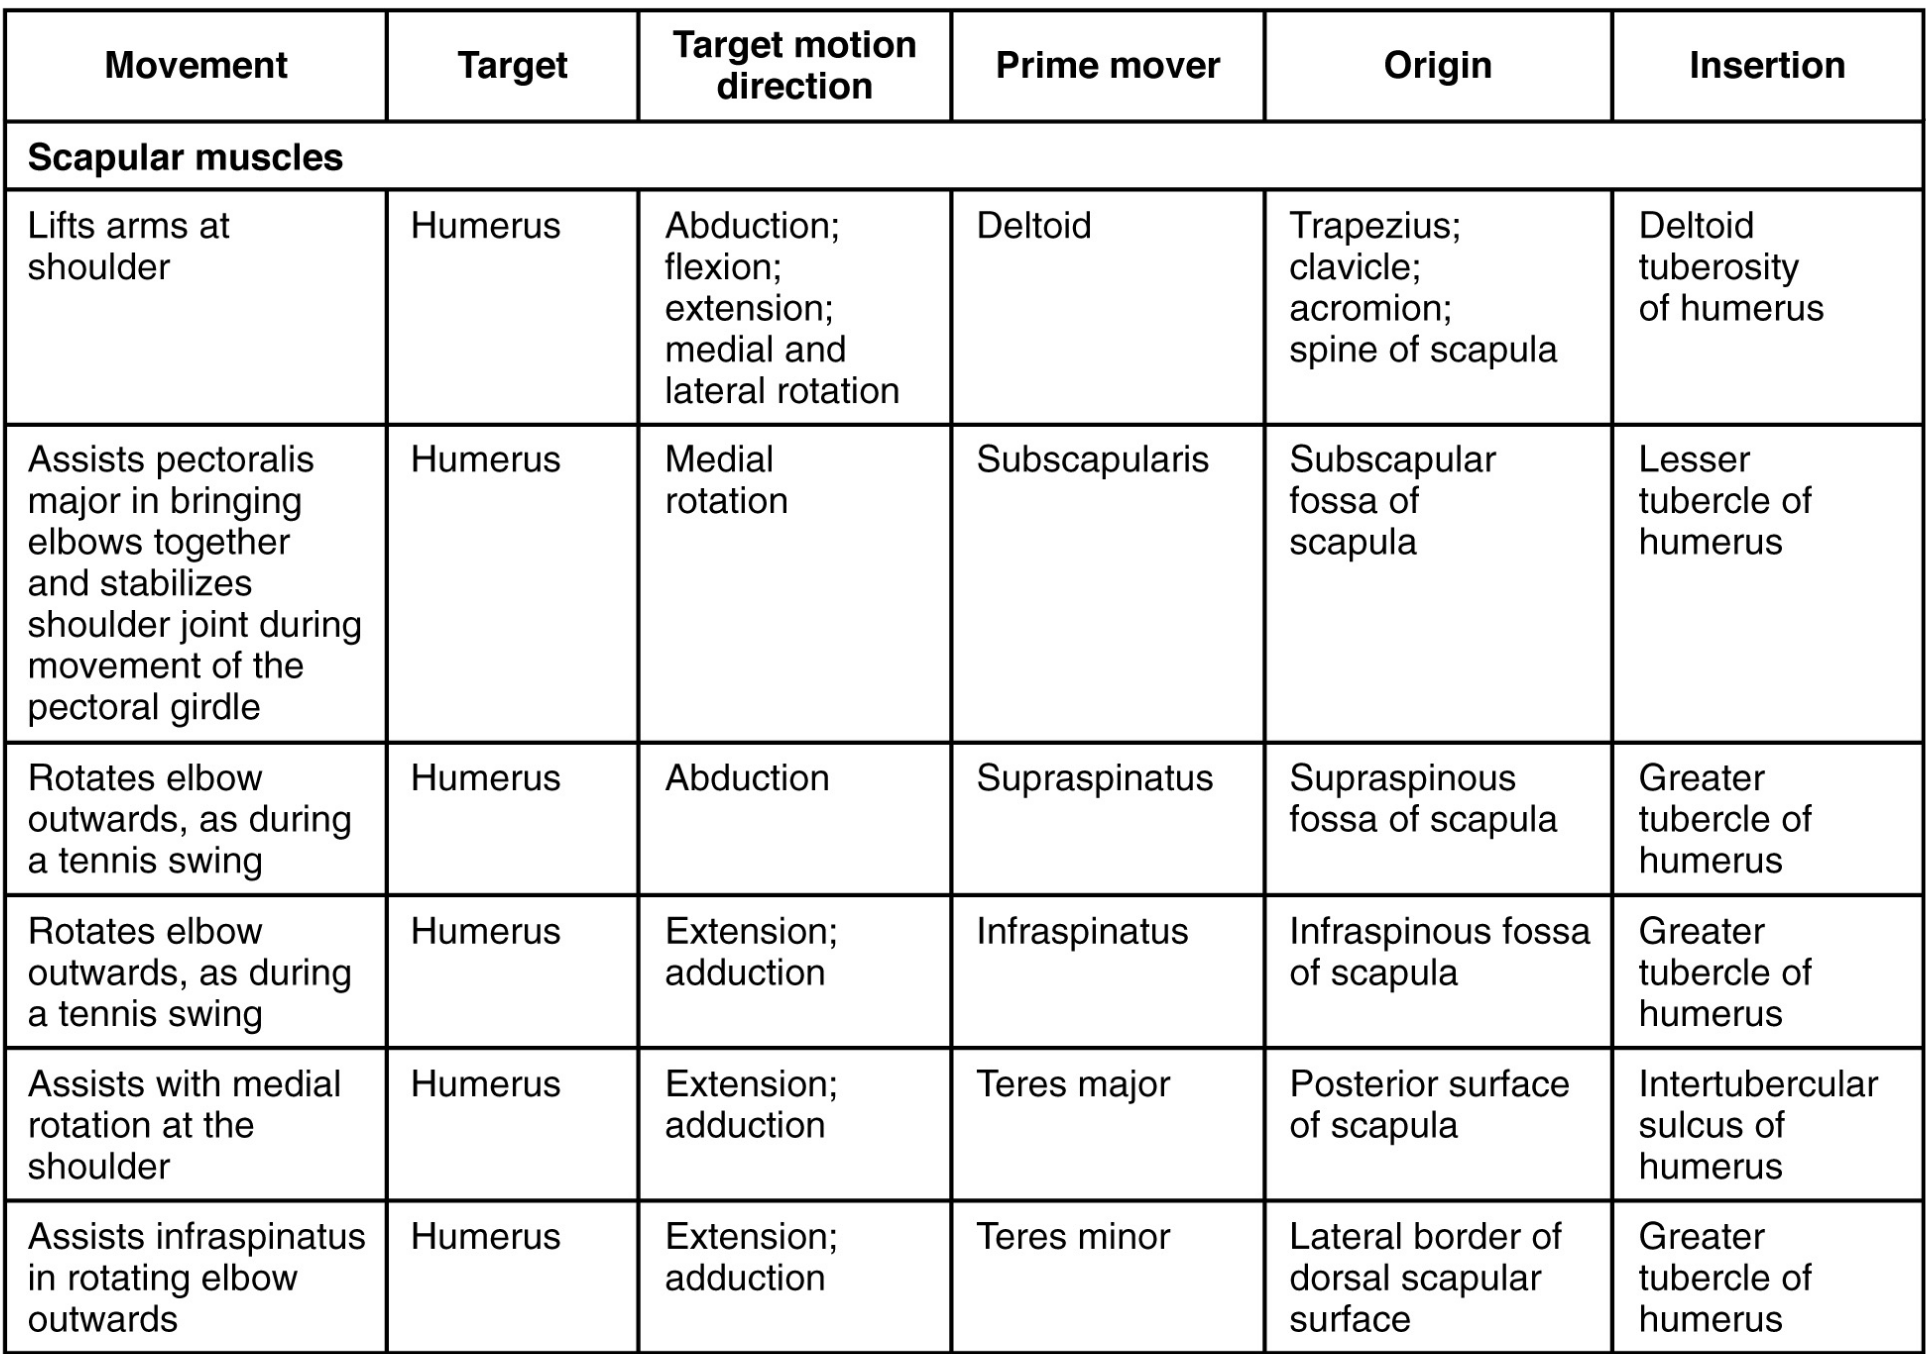 Movement
Target
Target motion
direction
Prime mover
Origin
Insertion
Scapular muscles
Lifts arms at
shoulder
Humerus
Abduction;
flexion;
extension;
medial and
lateral rotation
Deltoid
Trapezius;
clavicle;
acromion;
spine of scapula
Deltoid
tuberosity
of humerus
Assists pectoralis
major in bringing
elbows together
and stabilizes
shoulder joint during
movement of the
pectoral girdle
Humerus
Medial
rotation
Subscapularis
Subscapular
fossa of
scapula
Lesser
tubercle of
humerus
Rotates elbow
outwards, as during
a tennis swing
Humerus
Abduction
Supraspinatus
Supraspinous
fossa of scapula
Greater
tubercle of
humerus
Rotates elbow
outwards, as during
a tennis swing
Humerus
Extension;
adduction
Infraspinatus
Infraspinous fossa
of scapula
Greater
tubercle of
humerus
Assists with medial
rotation at the
shoulder
Humerus
Extension;
adduction
Teres major
Posterior surface
of scapula
Intertubercular
sulcus of
humerus
Assists infraspinatus
in rotating elbow
outwards
Humerus
Extension;
adduction
Teres minor
Lateral border of
dorsal scapular
surface
Greater
tubercle of
humerus